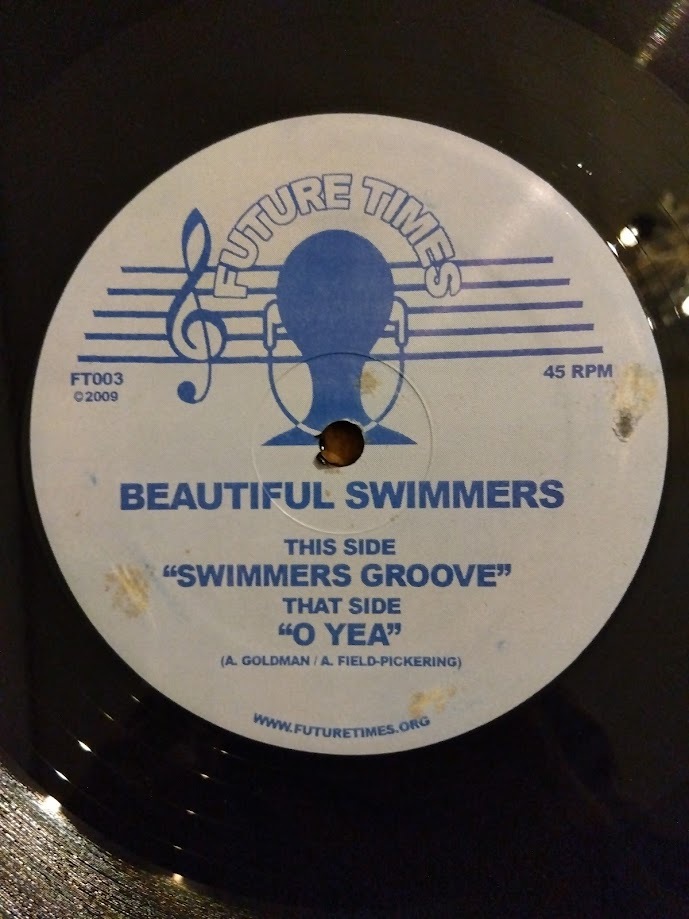 FUTURE TIMES
FT003
©2009
45 RPM
BEAUTIFUL SWIMMERS
THIS SIDE
“SWIMMERS GROOVE”
THAT SIDE
“O YEA”
(A. GOLDMAN / A. FIELD-PICKERING)
WWW.FUTURETIMES.ORG